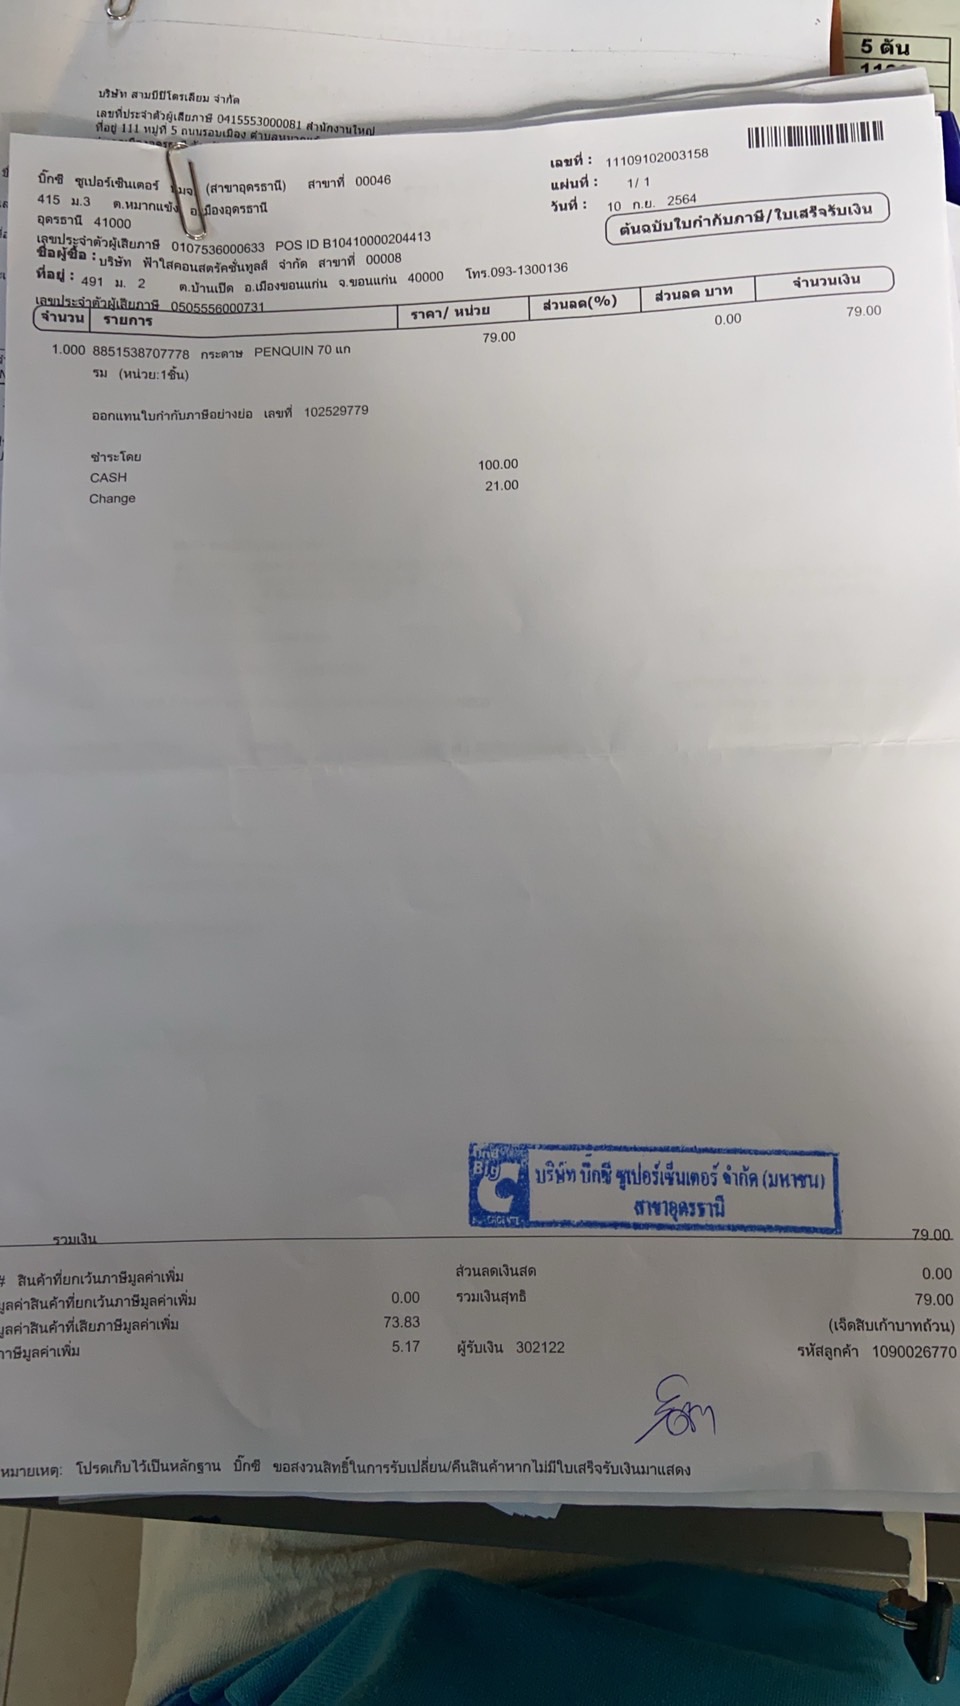 5 ตัน
บริษัท สามมิปิโตรเลียม จำกัด
เลขที่ประจำตัวผู้เสียภาษี 0415553000081 สำนักงานใหญ่
ที่อยู่ 111 หมู่ที่ 5 ถนนรอบเมือง
บิ๊กซี ซูเปอร์เซ็นเตอร์ (สาขาอุดรธานี) สาขาที่ 00046
415 ม.3 ต.หมากแข้ง อ.เมืองอุดรธานี
อุดรธานี 41000
เลขประจำตัวผู้เสียภาษี 0107536000633 POS ID B10410000204413
เลขที่ : 11109102003158
แผ่นที่ : 1/ 1
วันที่ : 10 ก.ย. 2564
ต้นฉบับใบกำกับภาษี/ใบเสร็จรับเงิน
ชื่อผู้ซื้อ : บริษัท ฟ้าใสคอนสตรัคชั่นทูลส์ จำกัด สาขาที่ 00008
ที่อยู่ : 491 ม. 2 ต.บ้านเป็ด อ.เมืองขอนแก่น จ.ขอนแก่น 40000 โทร.093-1300136
เลขประจำตัวผู้เสียภาษี 0505556000731
จำนวน รายการ ราคา/ หน่วย ส่วนลด(%) ส่วนลด บาท จำนวนเงิน
1.000 8851538707778 กระดาษ PENQUIN 70 แก 79.00 0.00 79.00
รม (หน่วย:1ชิ้น)
ออกแทนใบกำกับภาษีอย่างย่อ เลขที่ 102529779
ชำระโดย
CASH 100.00
Change 21.00
Big C
บริษัท บิ๊กซี ซูเปอร์เซ็นเตอร์ จำกัด (มหาชน)
สาขาอุดรธานี
รวมเงิน 79.00
# สินค้าที่ยกเว้นภาษีมูลค่าเพิ่ม ส่วนลดเงินสด 0.00
มูลค่าสินค้าที่ยกเว้นภาษีมูลค่าเพิ่ม 0.00 รวมเงินสุทธิ 79.00
มูลค่าสินค้าที่เสียภาษีมูลค่าเพิ่ม 73.83 (เจ็ดสิบเก้าบาทถ้วน)
ภาษีมูลค่าเพิ่ม 5.17 ผู้รับเงิน 302122 รหัสลูกค้า 1090026770
หมายเหตุ: โปรดเก็บไว้เป็นหลักฐาน บิ๊กซี ขอสงวนสิทธิ์ในการรับเปลี่ยน/คืนสินค้าหากไม่มีใบเสร็จรับเงินมาแสดง